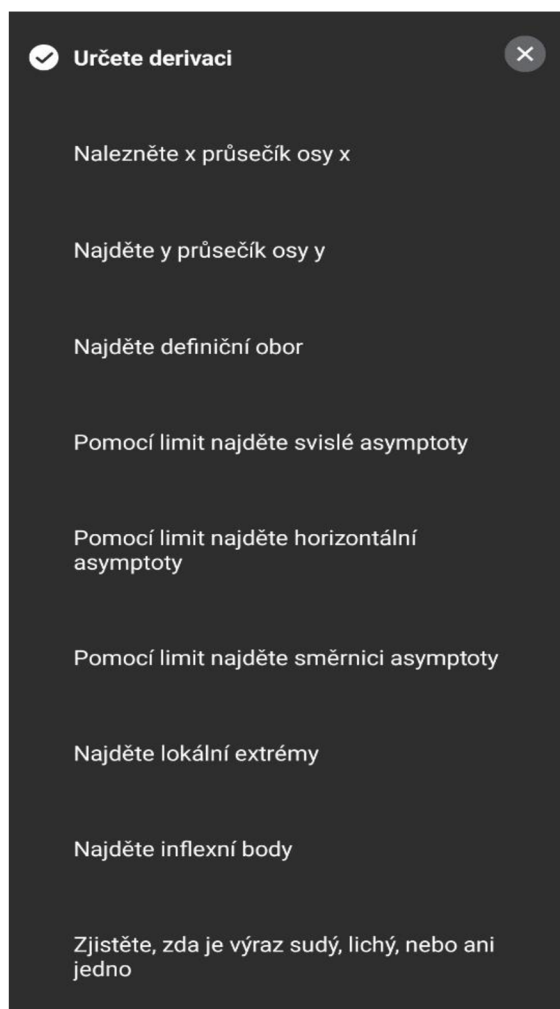 Určete derivaci
Nalezněte x průsečík osy x
Najděte y průsečík osy y
Najděte definiční obor
Pomocí limit najděte svislé asymptoty
Pomocí limit najděte horizontální
asymptoty
Pomocí limit najděte směrnici asymptoty
Najděte lokální extrémy
Najděte inflexní body
Zjistěte, zda je výraz sudý, lichý, nebo ani
jedno